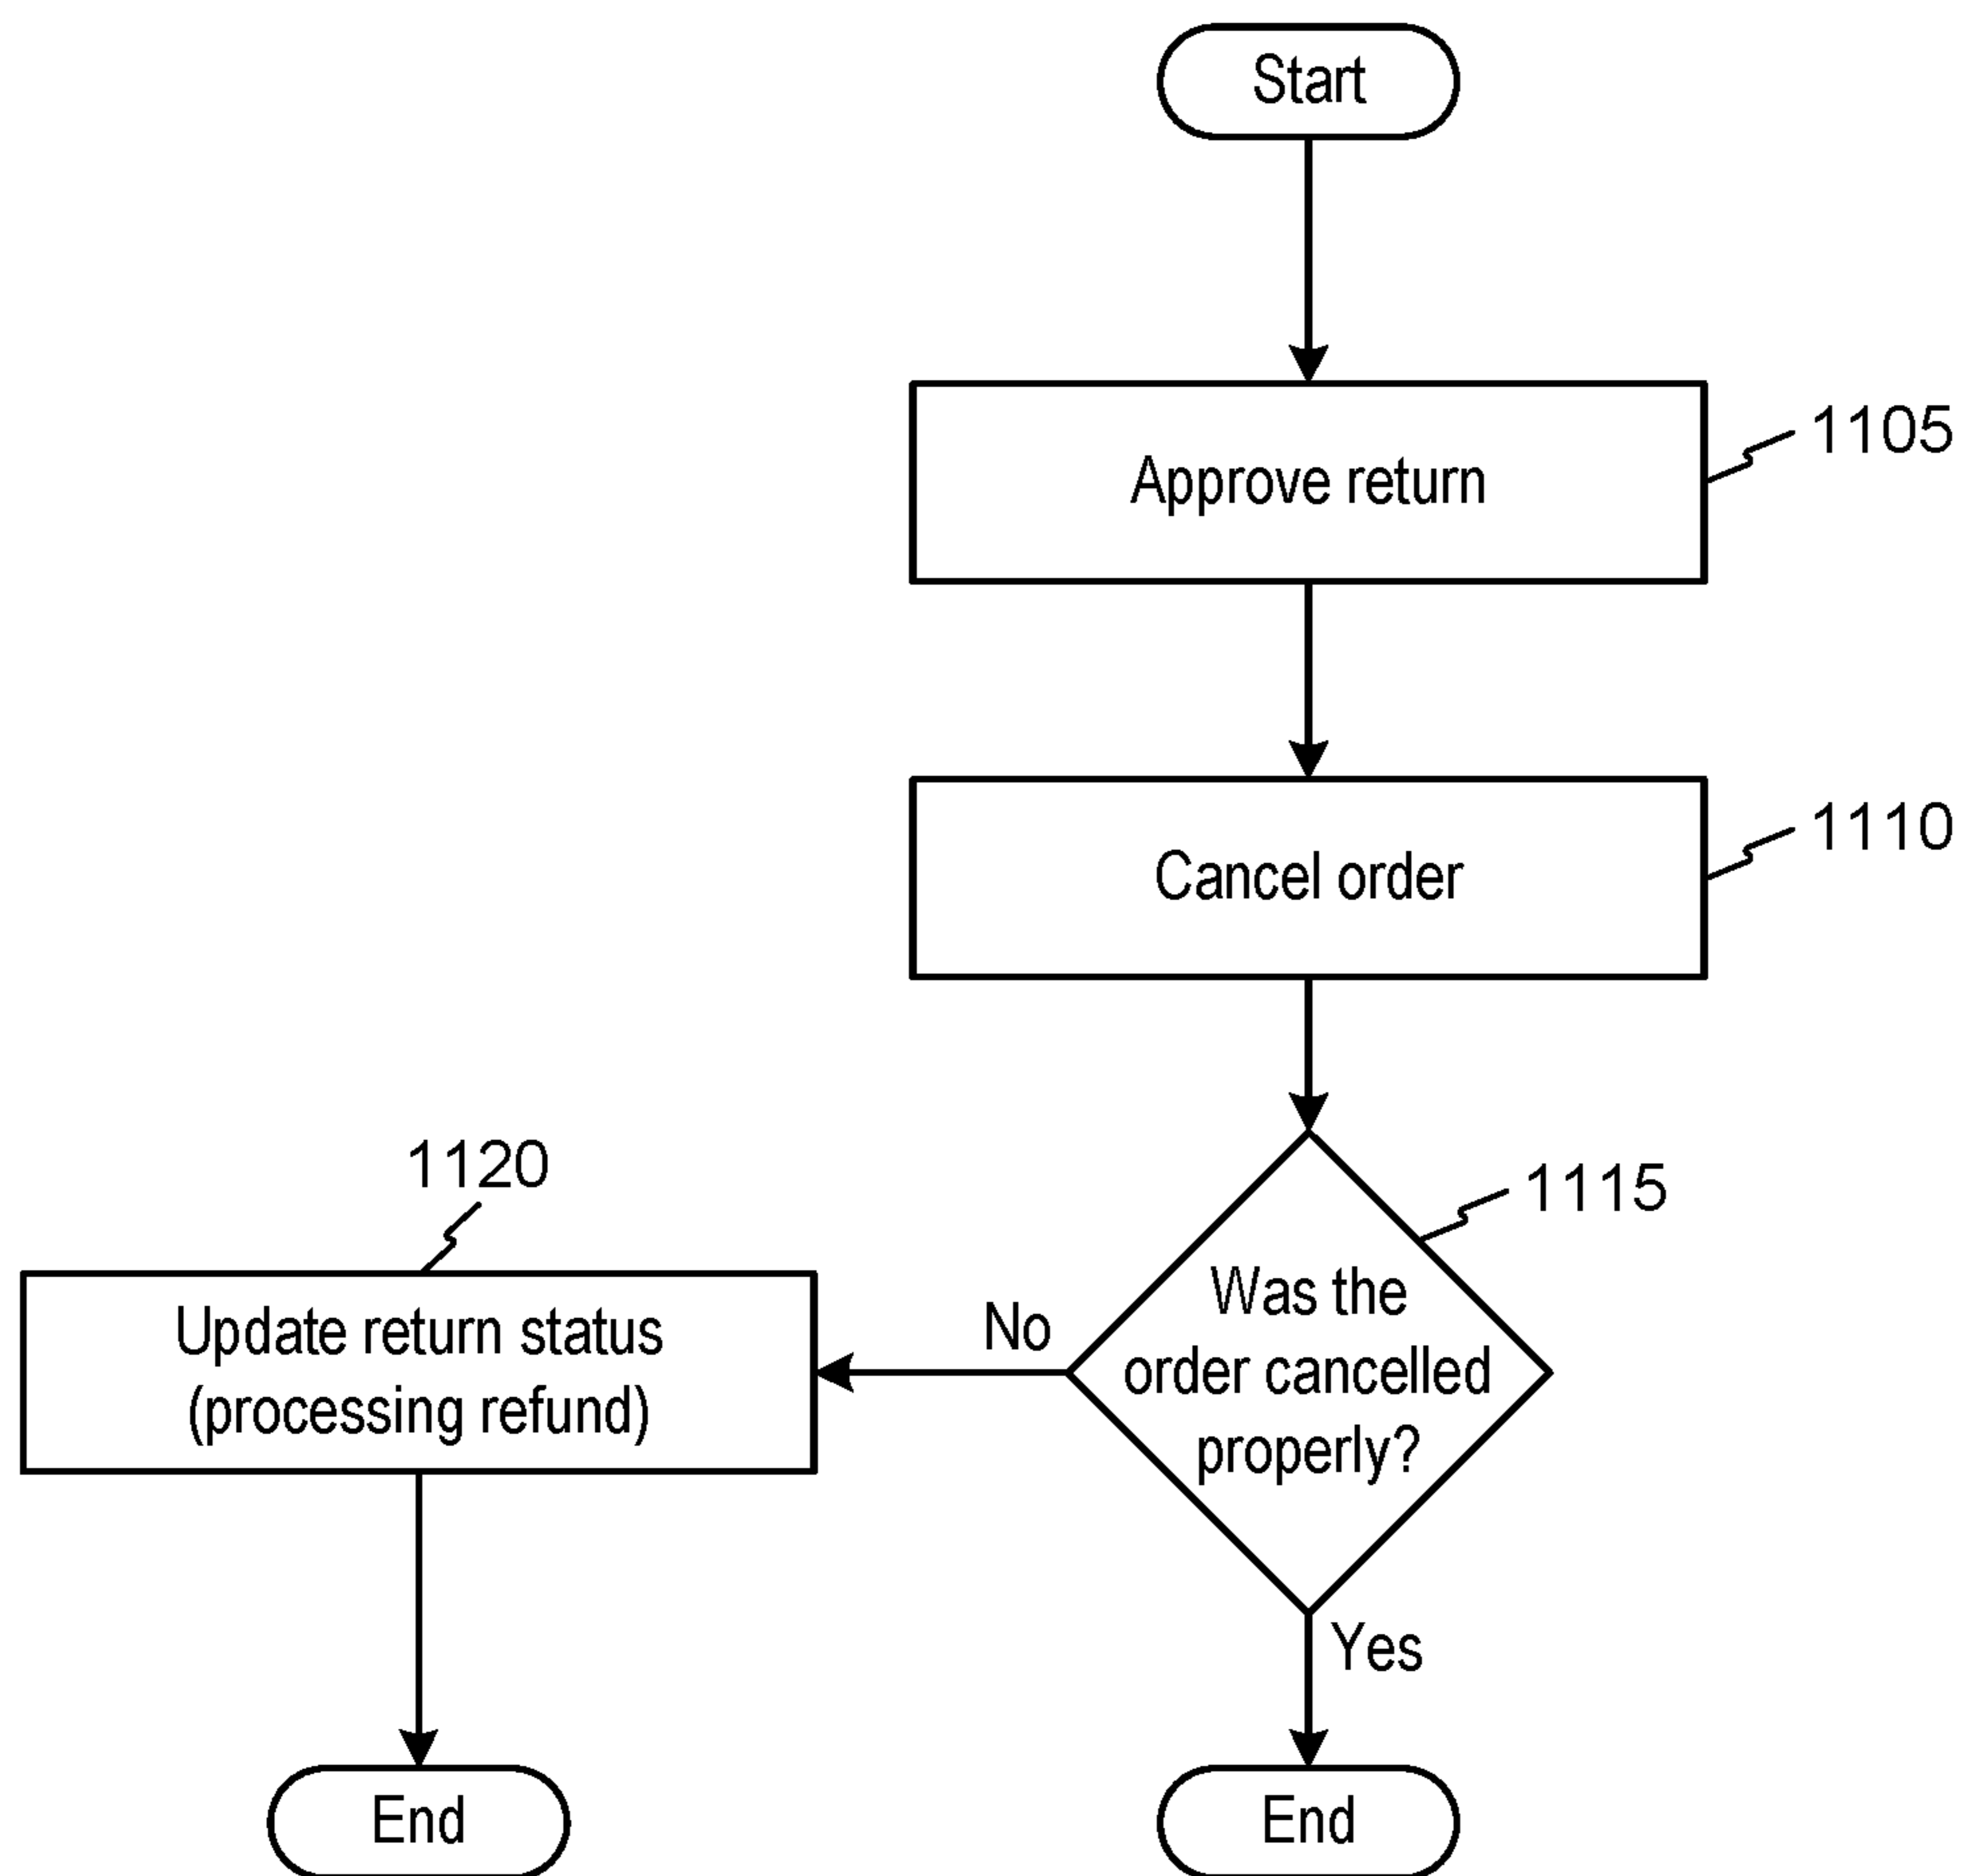 Start
Approve return
1105
Cancel order
1110
1120
1115
Update return status
(processing refund)
No
Was the
order cancelled
properly?
Yes
End
End